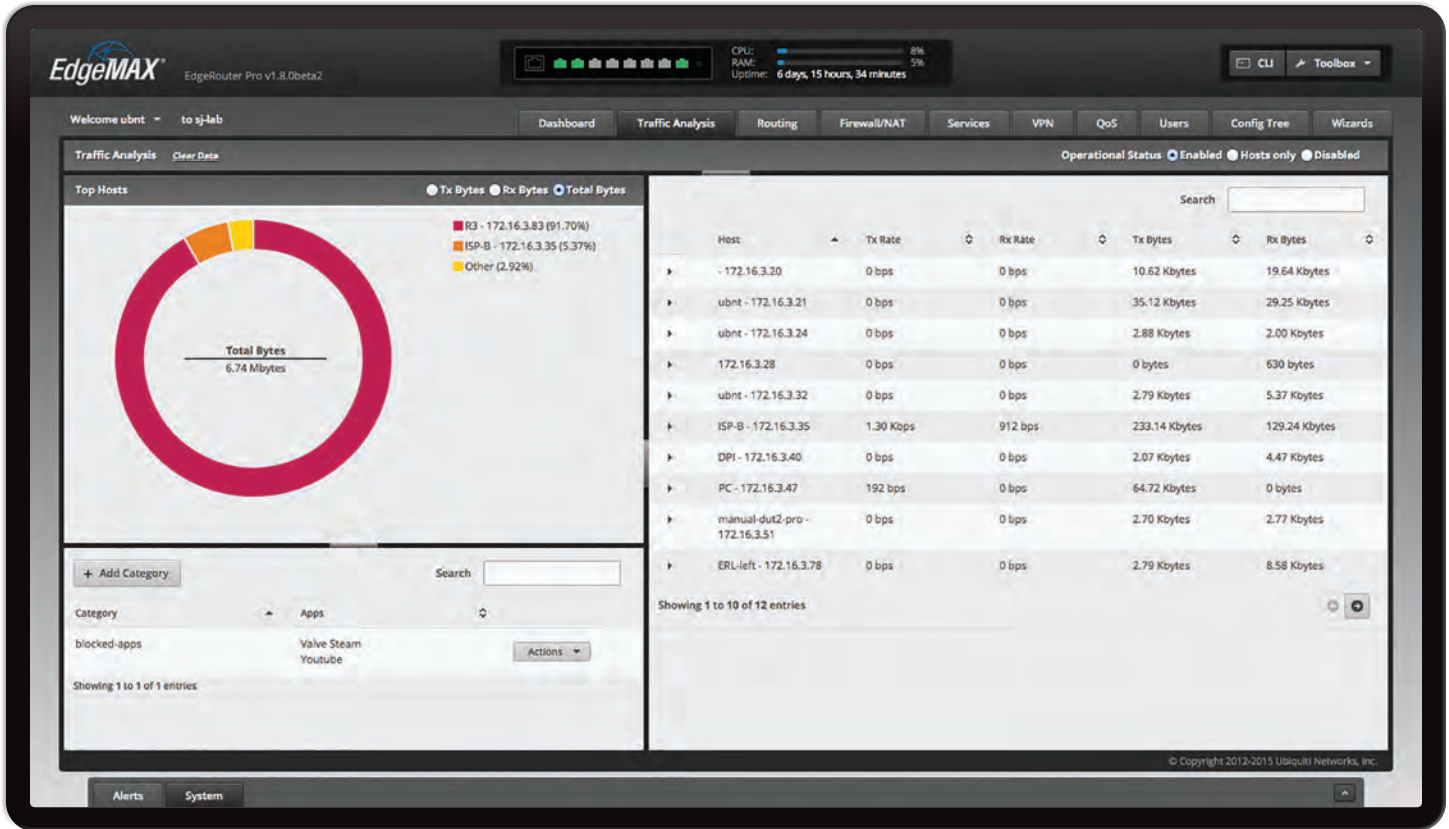 EdgeMAX®
EdgeRouter Pro v1.8.0beta2
CPU: 8%
RAM: 5%
Uptime: 6 days, 15 hours, 34 minutes
CLI Toolbox
Welcome ubnt to sj-lab
Dashboard Traffic Analysis Routing Firewall/NAT Services VPN QoS Users Config Tree Wizards
Traffic Analysis Clear Data
Operational Status Enabled Hosts only Disabled
Top Hosts Tx Bytes Rx Bytes Total Bytes
R3 - 172.16.3.83 (91.70%)
ISP-B - 172.16.3.35 (5.37%)
Other (2.92%)
Total Bytes
6.74 Mbytes
+ Add Category Search
Category Apps
blocked-apps Valve Steam
Youtube
Actions
Showing 1 to 1 of 1 entries
Search
Host Tx Rate Rx Rate Tx Bytes Rx Bytes
- 172.16.3.20 0 bps 0 bps 10.62 Kbytes 19.64 Kbytes
ubnt - 172.16.3.21 0 bps 0 bps 35.12 Kbytes 29.25 Kbytes
ubnt - 172.16.3.24 0 bps 0 bps 2.88 Kbytes 2.00 Kbytes
172.16.3.28 0 bps 0 bps 0 bytes 630 bytes
ubnt - 172.16.3.32 0 bps 0 bps 2.79 Kbytes 5.37 Kbytes
ISP-B - 172.16.3.35 1.30 Kbps 912 bps 233.14 Kbytes 129.24 Kbytes
DPI - 172.16.3.40 0 bps 0 bps 2.07 Kbytes 4.47 Kbytes
PC - 172.16.3.47 192 bps 0 bps 64.72 Kbytes 0 bytes
manual-dut2-pro - 0 bps 0 bps 2.70 Kbytes 2.77 Kbytes
172.16.3.51
ERL-left - 172.16.3.78 0 bps 0 bps 2.79 Kbytes 8.58 Kbytes
Showing 1 to 10 of 12 entries
© Copyright 2012-2015 Ubiquiti Networks, Inc.
Alerts System